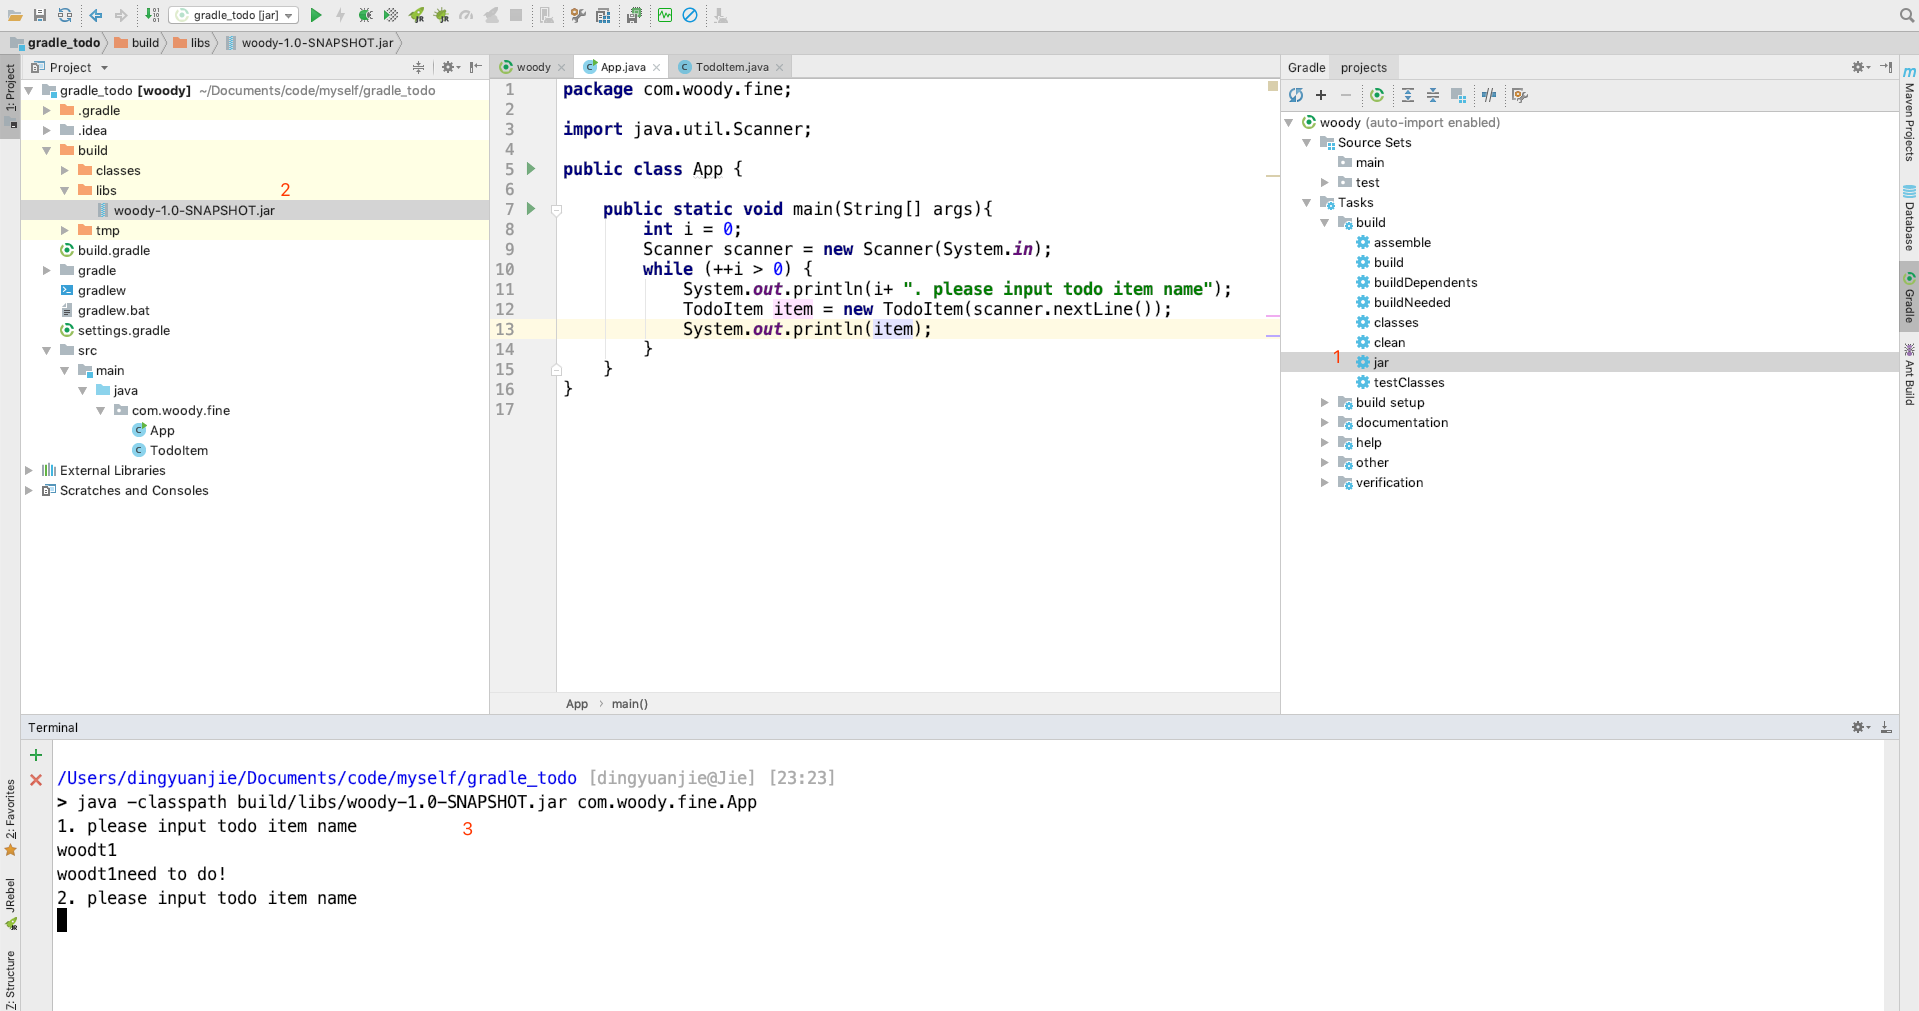 gradle_todo [jar]
gradle_todo build libs woody-1.0-SNAPSHOT.jar
1: Project
Project
gradle_todo [woody] ~/Documents/code/myself/gradle_todo
.gradle
.idea
build
classes
libs
2
woody-1.0-SNAPSHOT.jar
tmp
build.gradle
gradle
gradlew
gradlew.bat
settings.gradle
src
main
java
com.woody.fine
App
TodoItem
External Libraries
Scratches and Consoles
woody App.java TodoItem.java
1 package com.woody.fine;
2
3 import java.util.Scanner;
4
5 public class App {
6
7 public static void main(String[] args){
8 int i = 0;
9 Scanner scanner = new Scanner(System.in);
10 while (++i > 0) {
11 System.out.println(i+ ". please input todo item name");
12 TodoItem item = new TodoItem(scanner.nextLine());
13 System.out.println(item);
14 }
15 }
16 }
17
App main()
Gradle projects
woody (auto-import enabled)
Source Sets
main
test
Tasks
build
assemble
build
buildDependents
buildNeeded
classes
clean
1 jar
testClasses
build setup
documentation
help
other
verification
Maven Projects
Database
Gradle
Ant Build
Terminal
/Users/dingyuanjie/Documents/code/myself/gradle_todo [dingyuanjie@Jie] [23:23]
> java -classpath build/libs/woody-1.0-SNAPSHOT.jar com.woody.fine.App
1. please input todo item name
3
woodt1
woodt1need to do!
2. please input todo item name
2: Favorites
JRebel
7: Structure